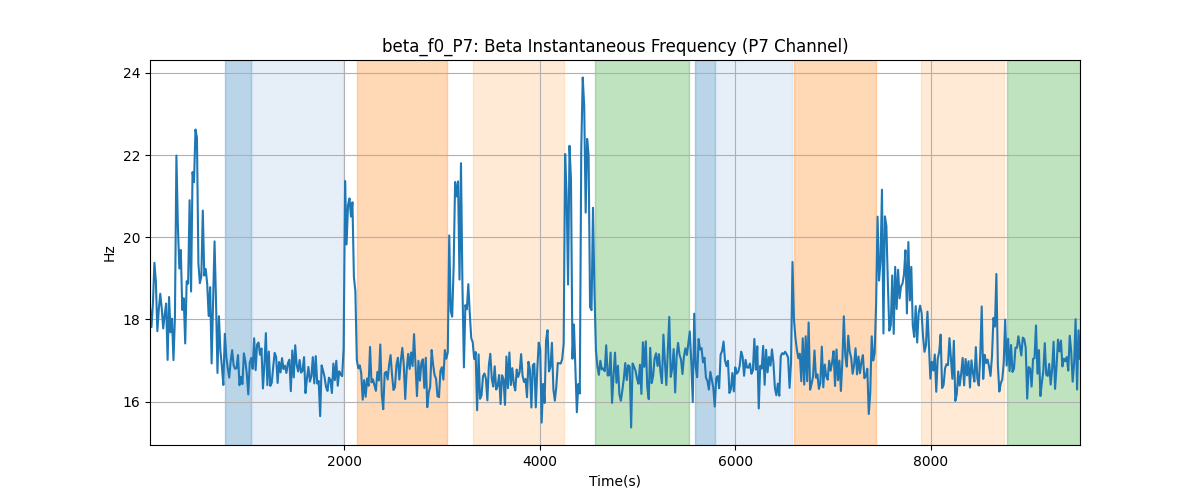 beta_f0_P7: Beta Instantaneous Frequency (P7 Channel)
24
22
20
18
16
Hz
2000 4000 6000 8000
Time(s)